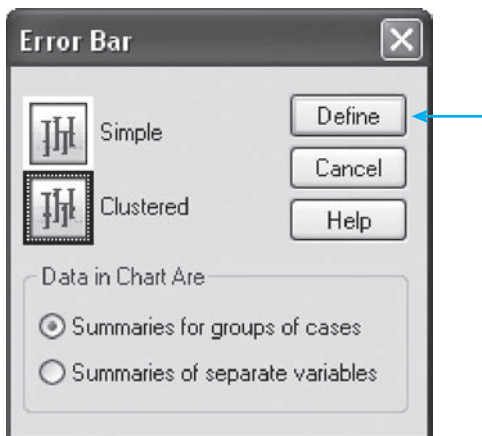 Error Bar
Simple
Define
Clustered
Cancel
Help
Data in Chart Are
Summaries for groups of cases
Summaries of separate variables